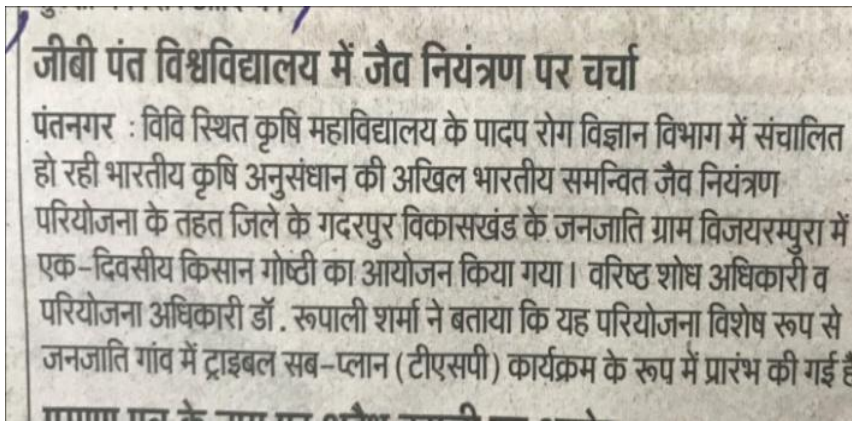 जीबी पंत विश्वविद्यालय में जैव नियंत्रण पर चर्चा
पंतनगर : विवि स्थित कृषि महाविद्यालय के पादप रोग विज्ञान विभाग में संचालित
हो रही भारतीय कृषि अनुसंधान की अखिल भारतीय समन्वित जैव नियंत्रण
परियोजना के तहत जिले के गदरपुर विकासखंड के जनजाति ग्राम विजयरम्पुरा में
एक-दिवसीय किसान गोष्ठी का आयोजन किया गया। वरिष्ठ शोध अधिकारी व
परियोजना अधिकारी डॉ. रूपाली शर्मा ने बताया कि यह परियोजना विशेष रूप से
जनजाति गांव में ट्राइबल सब-प्लान (टीएसपी) कार्यक्रम के रूप में प्रारंभ की गई है